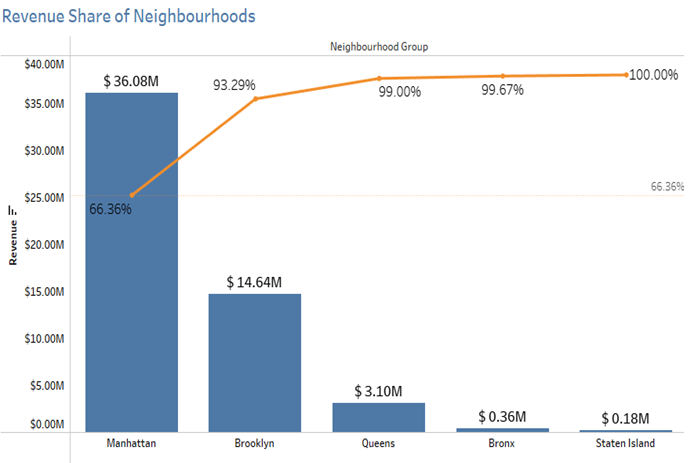 Revenue Share of Neighbourhoods
Neighbourhood Group
$40.00M
$35.00M
$30.00M
$25.00M
$20.00M
$15.00M
$10.00M
$5.00M
$0.00M
Revenue
$ 36.08M
$ 14.64M
$ 3.10M
$ 0.36M
$ 0.18M
66.36%
93.29%
99.00%
99.67%
100.00%
66.36%
Manhattan
Brooklyn
Queens
Bronx
Staten Island